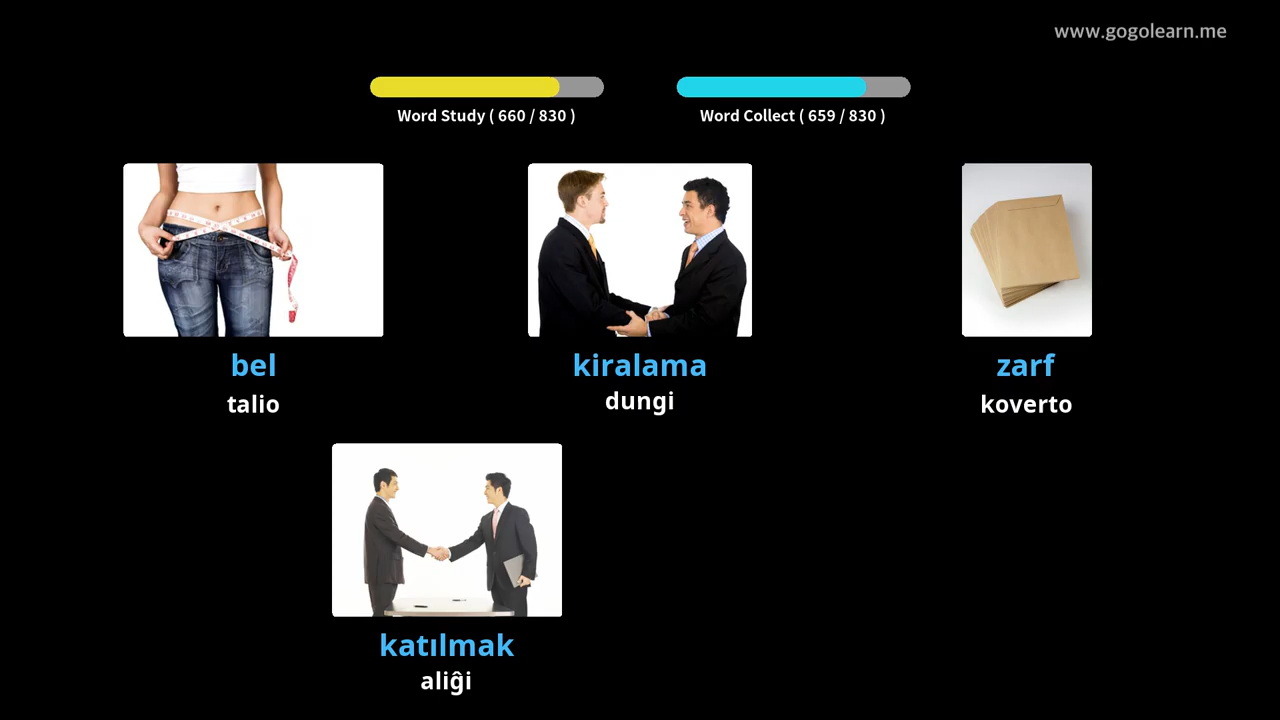 www.gogolearn.me
Word Study ( 660 / 830 )
Word Collect ( 659 / 830 )
bel
talio
kiralama
dungi
zarf
koverto
katılmak
aliĝi